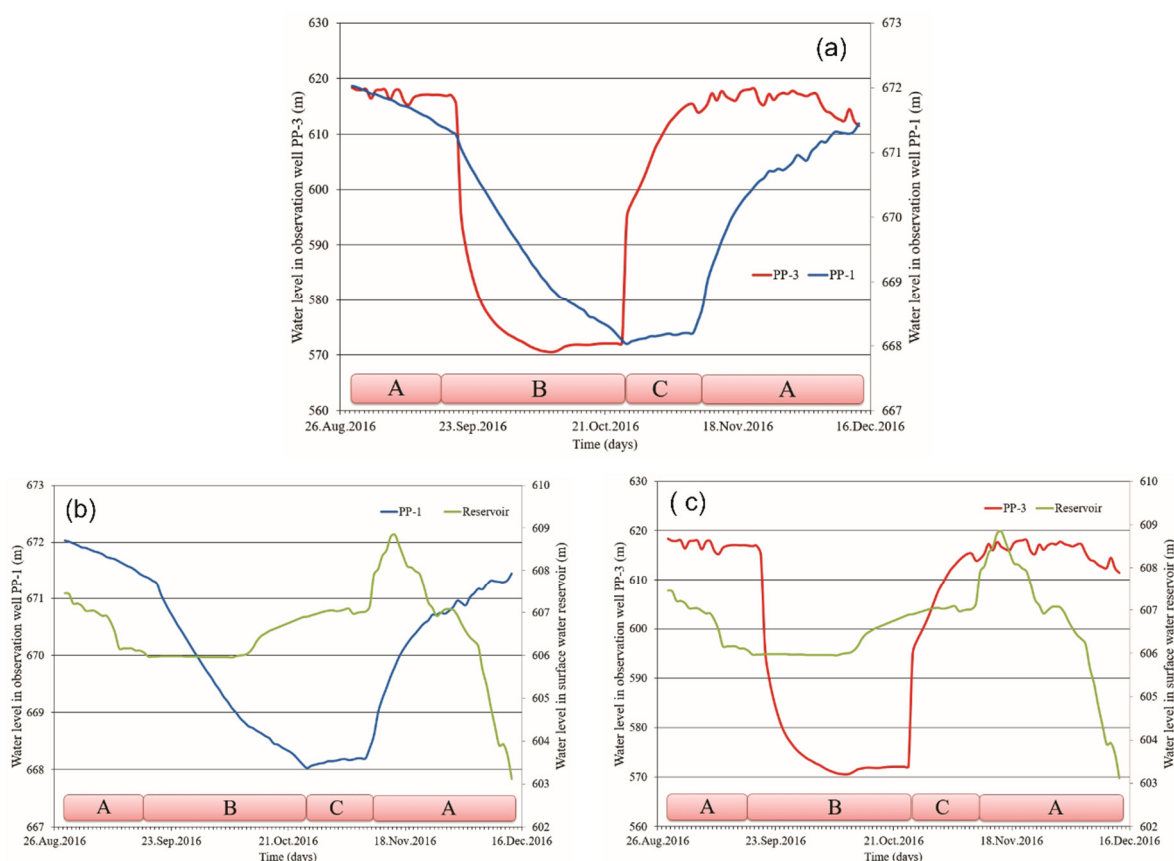 (a)
Water level in observation well PP-3 (m)
630
620
610
600
590
580
570
560
Water level in observation well PP-1 (m)
673
672
671
670
669
668
667
PP-3 PP-1
A B C A
26.Aug.2016 23.Sep.2016 21.Oct.2016 18.Nov.2016 16.Dec.2016
Time (days)
(b)
PP-1 Reservoir
Water level in observation well PP-1 (m)
673
672
671
670
669
668
667
Water level in surface water reservoir (m)
610
609
608
607
606
605
604
603
602
A B C A
26.Aug.2016 23.Sep.2016 21.Oct.2016 18.Nov.2016 16.Dec.2016
Time (days)
( c)
PP-3 Reservoir
Water level in observation well PP-3 (m)
630
620
610
600
590
580
570
560
Water level in surface water reservoir (m)
610
609
608
607
606
605
604
603
602
A B C A
26.Aug.2016 23.Sep.2016 21.Oct.2016 18.Nov.2016 16.Dec.2016
Time (days)